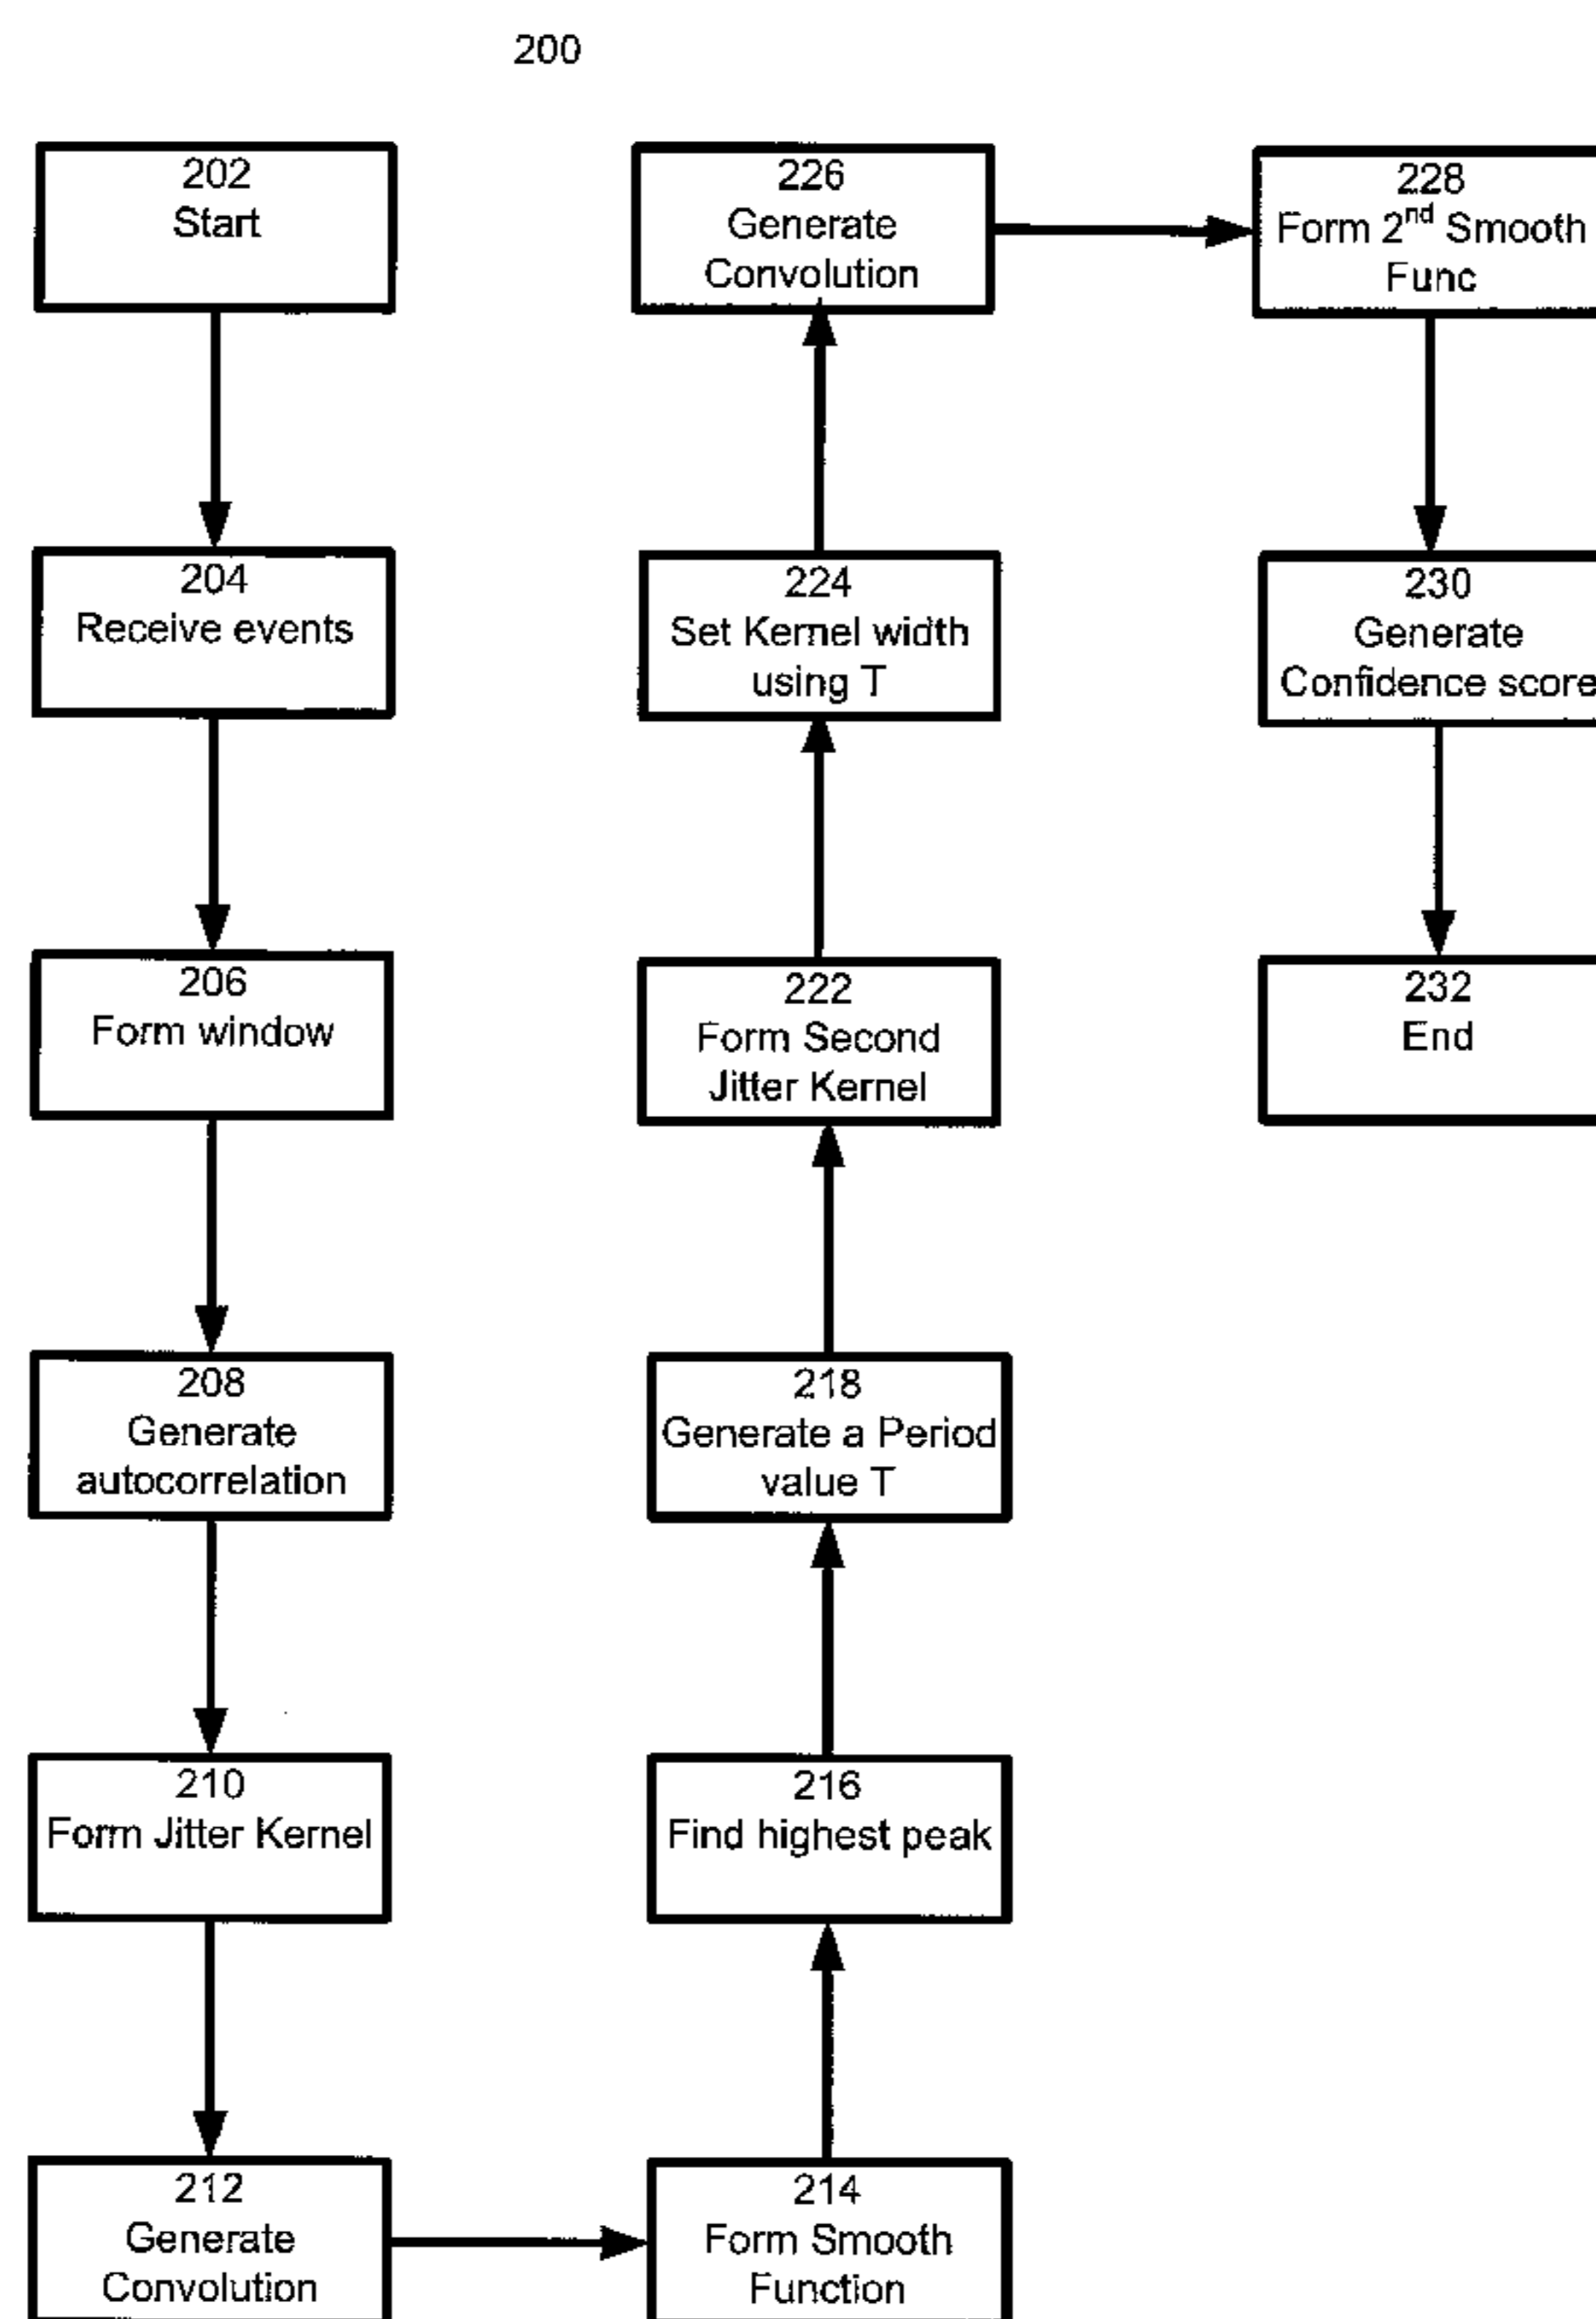 200
202
Start
204
Receive events
206
Form window
208
Generate
autocorrelation
210
Form Jitter Kernel
212
Generate
Convolution
214
Form Smooth
Function
216
Find highest peak
218
Generate a Period
value T
222
Form Second
Jitter Kernel
224
Set Kernel width
using T
226
Generate
Convolution
228
Form 2nd Smooth
Func
230
Generate
Confidence score
232
End